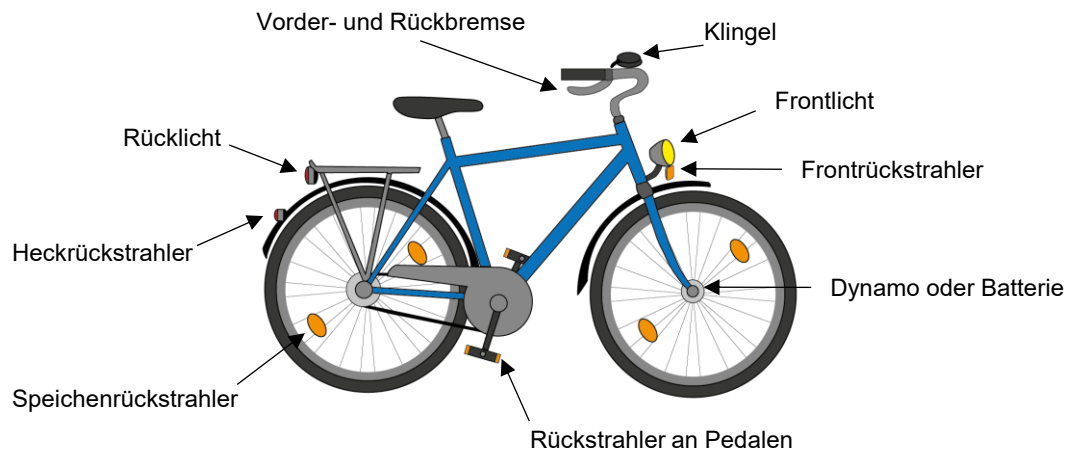 Vorder- und Rückbremse
Klingel
Frontlicht
Rücklicht
Frontrückstrahler
Heckrückstrahler
Dynamo oder Batterie
Speichenrückstrahler
Rückstrahler an Pedalen